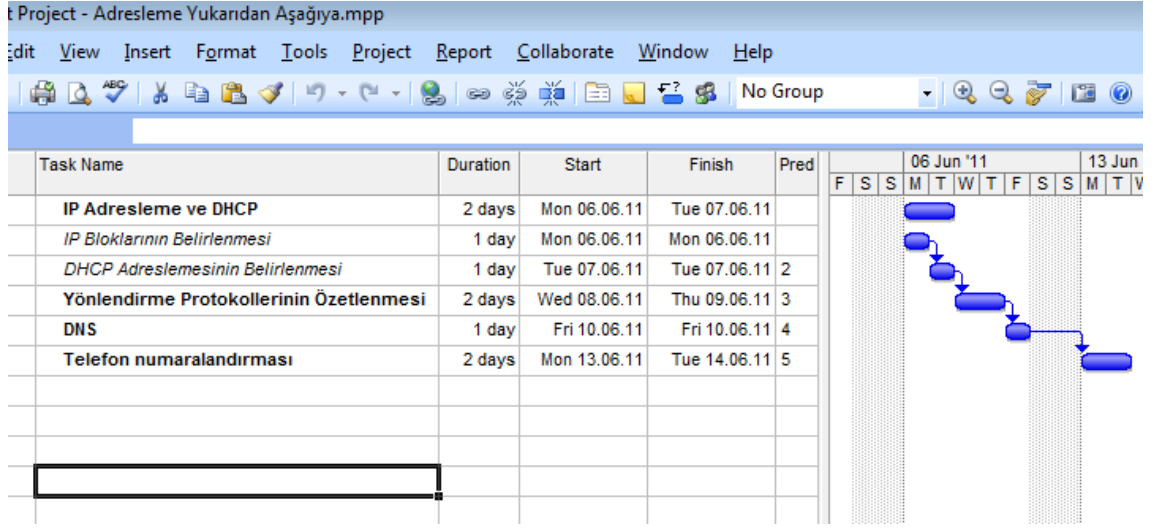 t Project - Adresleme Yukarıdan Aşağıya.mpp
Edit View Insert Format Tools Project Report Collaborate Window Help
ABC No Group
Task Name Duration Start Finish Pred 06 Jun '11 13 Jun
F S S M T W T F S S M T W
IP Adresleme ve DHCP 2 days Mon 06.06.11 Tue 07.06.11
IP Bloklarının Belirlenmesi 1 day Mon 06.06.11 Mon 06.06.11
DHCP Adreslemesinin Belirlenmesi 1 day Tue 07.06.11 Tue 07.06.11 2
Yönlendirme Protokollerinin Özetlenmesi 2 days Wed 08.06.11 Thu 09.06.11 3
DNS 1 day Fri 10.06.11 Fri 10.06.11 4
Telefon numaralandırması 2 days Mon 13.06.11 Tue 14.06.11 5